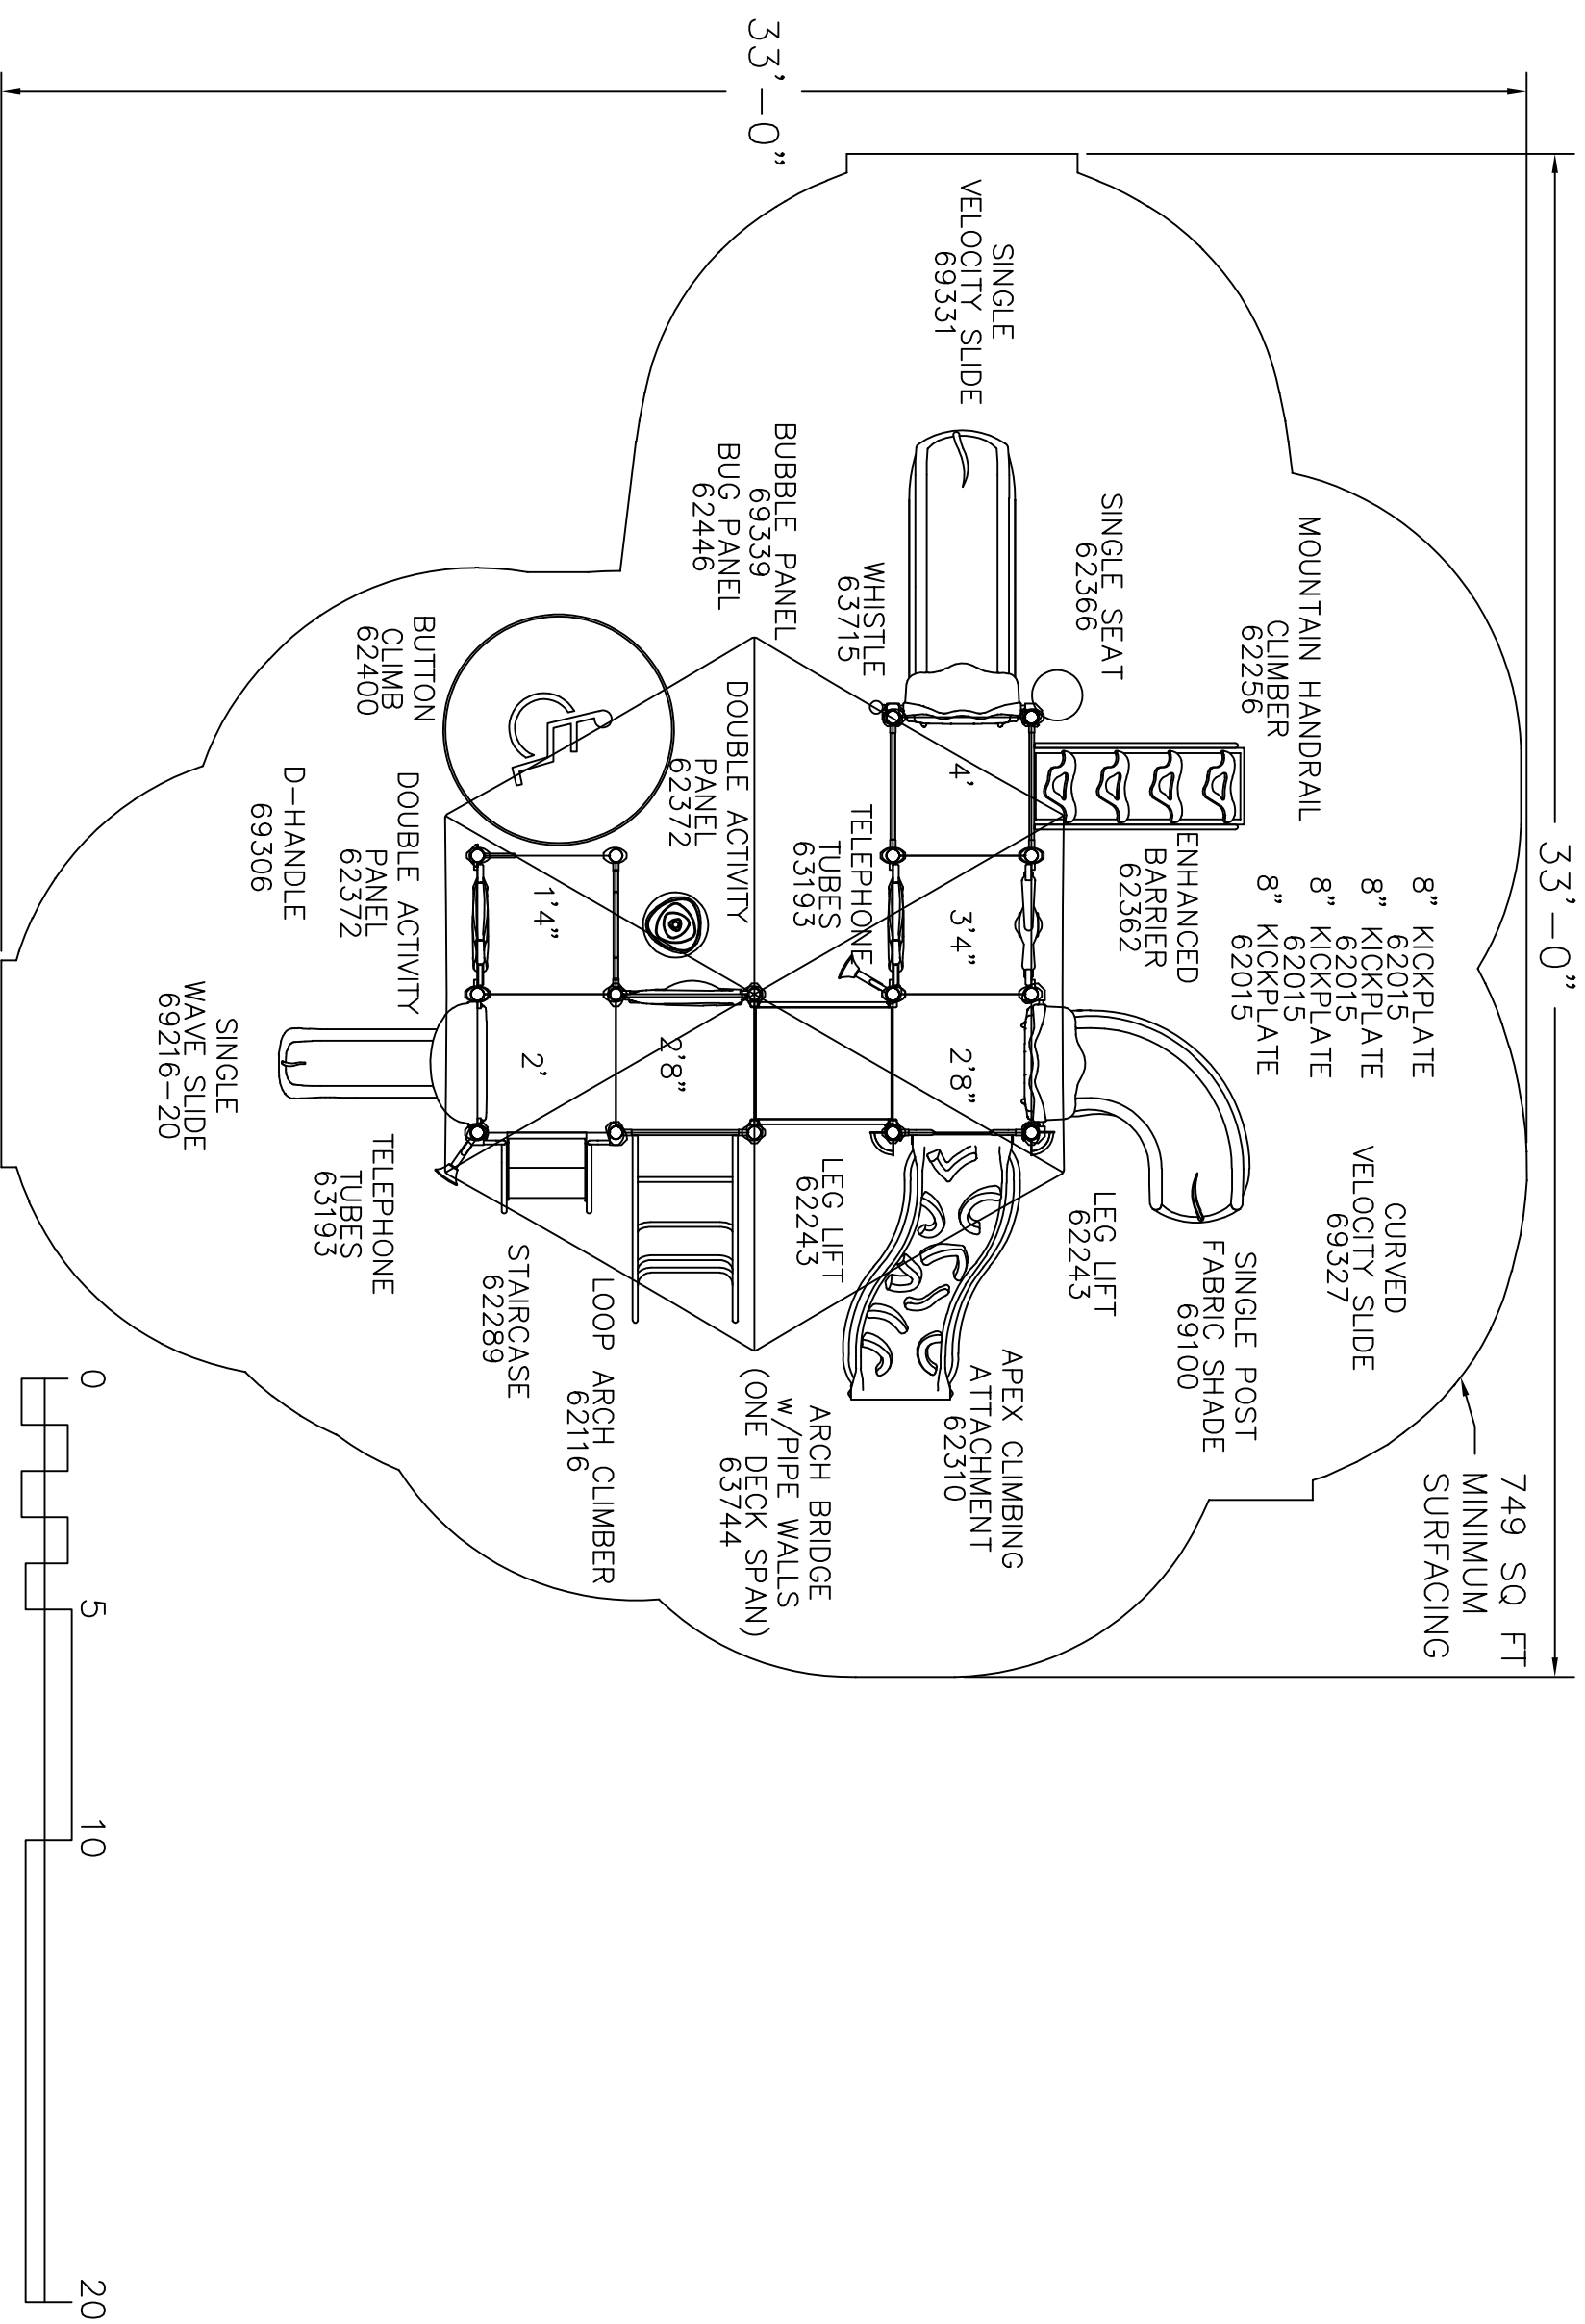 33'-0"
33'-0"
749 SQ FT
MINIMUM
SURFACING
8" KICKPLATE
62015
8" KICKPLATE
62015
8" KICKPLATE
62015
8" KICKPLATE
62015
CURVED
VELOCITY SLIDE
69327
MOUNTAIN HANDRAIL
CLIMBER
62256
SINGLE POST
FABRIC SHADE
69100
ENHANCED
BARRIER
62362
SINGLE SEAT
62366
LEG LIFT
62243
SINGLE
VELOCITY SLIDE
69331
APEX CLIMBING
ATTACHMENT
62310
4'
3'4"
2'8"
WHISTLE
63715
TELEPHONE
TUBES
63193
LEG LIFT
62243
ARCH BRIDGE
w/PIPE WALLS
(ONE DECK SPAN)
63744
BUBBLE PANEL
69339
BUG PANEL
62446
DOUBLE ACTIVITY
PANEL
62372
2'8"
LOOP ARCH CLIMBER
62116
1'4"
2'
STAIRCASE
62289
BUTTON
CLIMB
62400
DOUBLE ACTIVITY
PANEL
62372
TELEPHONE
TUBES
63193
D-HANDLE
69306
SINGLE
WAVE SLIDE
69216-20
0
5
10
20